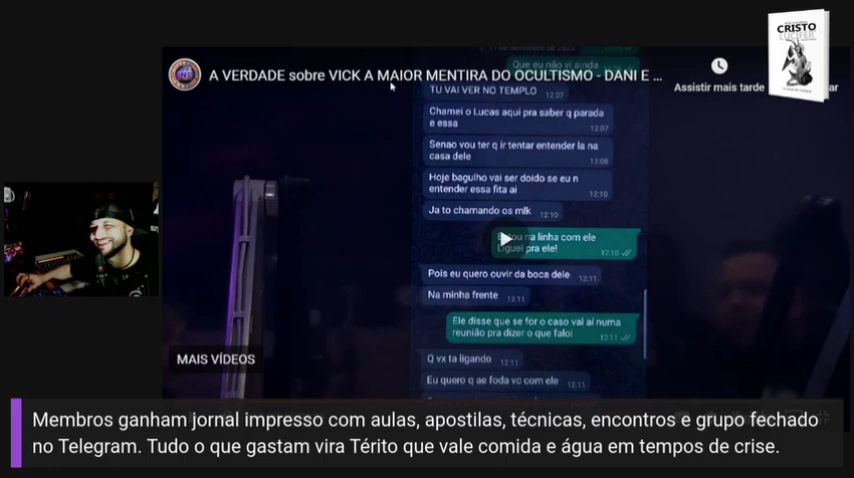 CRISTO
LUCIFER
A VERDADE sobre VICK A MAIOR MENTIRA DO OCULTISMO - DANI E ...
Assistir mais tarde
ar
Que eu não vi ainda
TU VAI VER NO TEMPLO 12:07
Chamei o Lucas aqui pra saber q parada
e essa 12:07
Senao vou ter q ir tentar entender la na
casa dele 12:08
Hoje bagulho vai ser doido se eu n
entender essa fita ai 12:10
Ja to chamando os mlk 12:10
na linha com ele
pra ele!
Pois eu quero ouvir da boca dele 12:11
Na minha frente 12:11
Ele disse que se for o caso vai aí numa
reunião pra dizer o que faloi 12:11
Q vx ta ligando 12:11
Eu quero q ae foda vc com ele 12:11
MAIS VÍDEOS
Membros ganham jornal impresso com aulas, apostilas, técnicas, encontros e grupo fechado
no Telegram. Tudo o que gastam vira Térito que vale comida e água em tempos de crise.